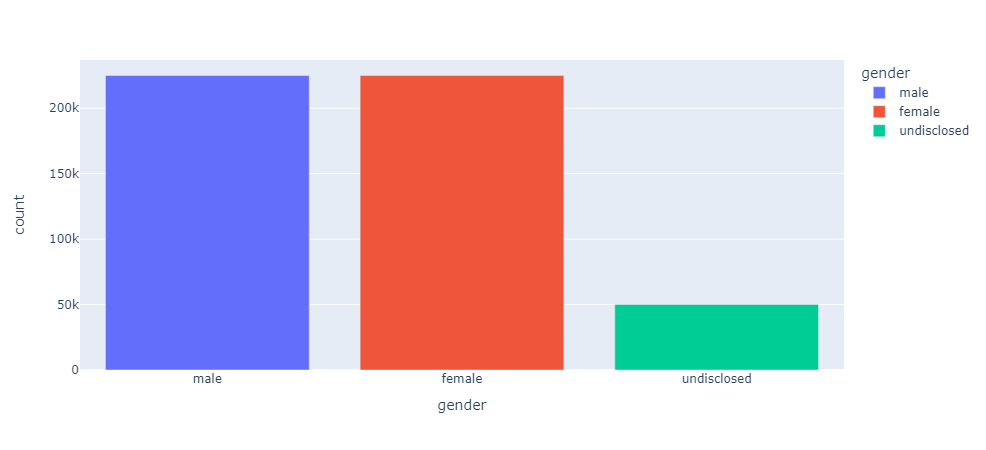 200k
150k
100k
50k
0
count
male
female
undisclosed
gender
gender
male
female
undisclosed